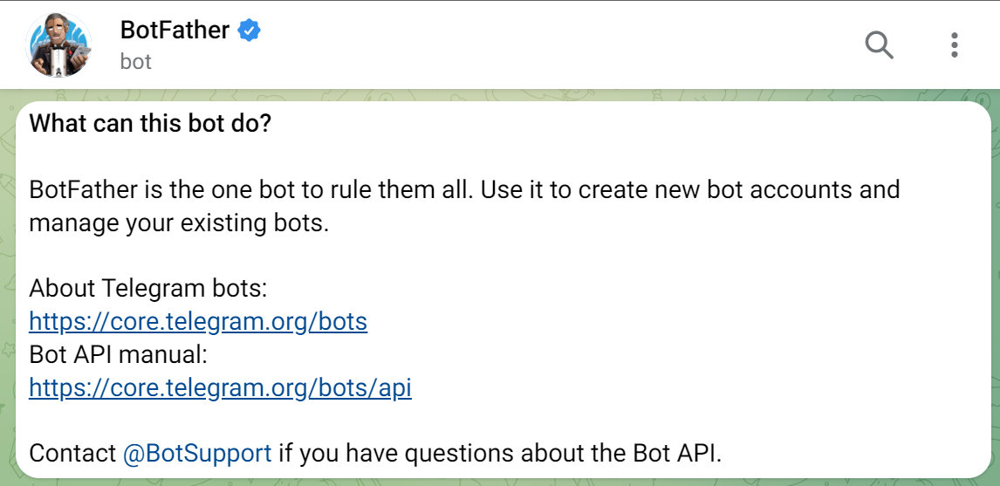 BotFather
bot
What can this bot do?
BotFather is the one bot to rule them all. Use it to create new bot accounts and
manage your existing bots.
About Telegram bots:
https://core.telegram.org/bots
Bot API manual:
https://core.telegram.org/bots/api
Contact @BotSupport if you have questions about the Bot API.